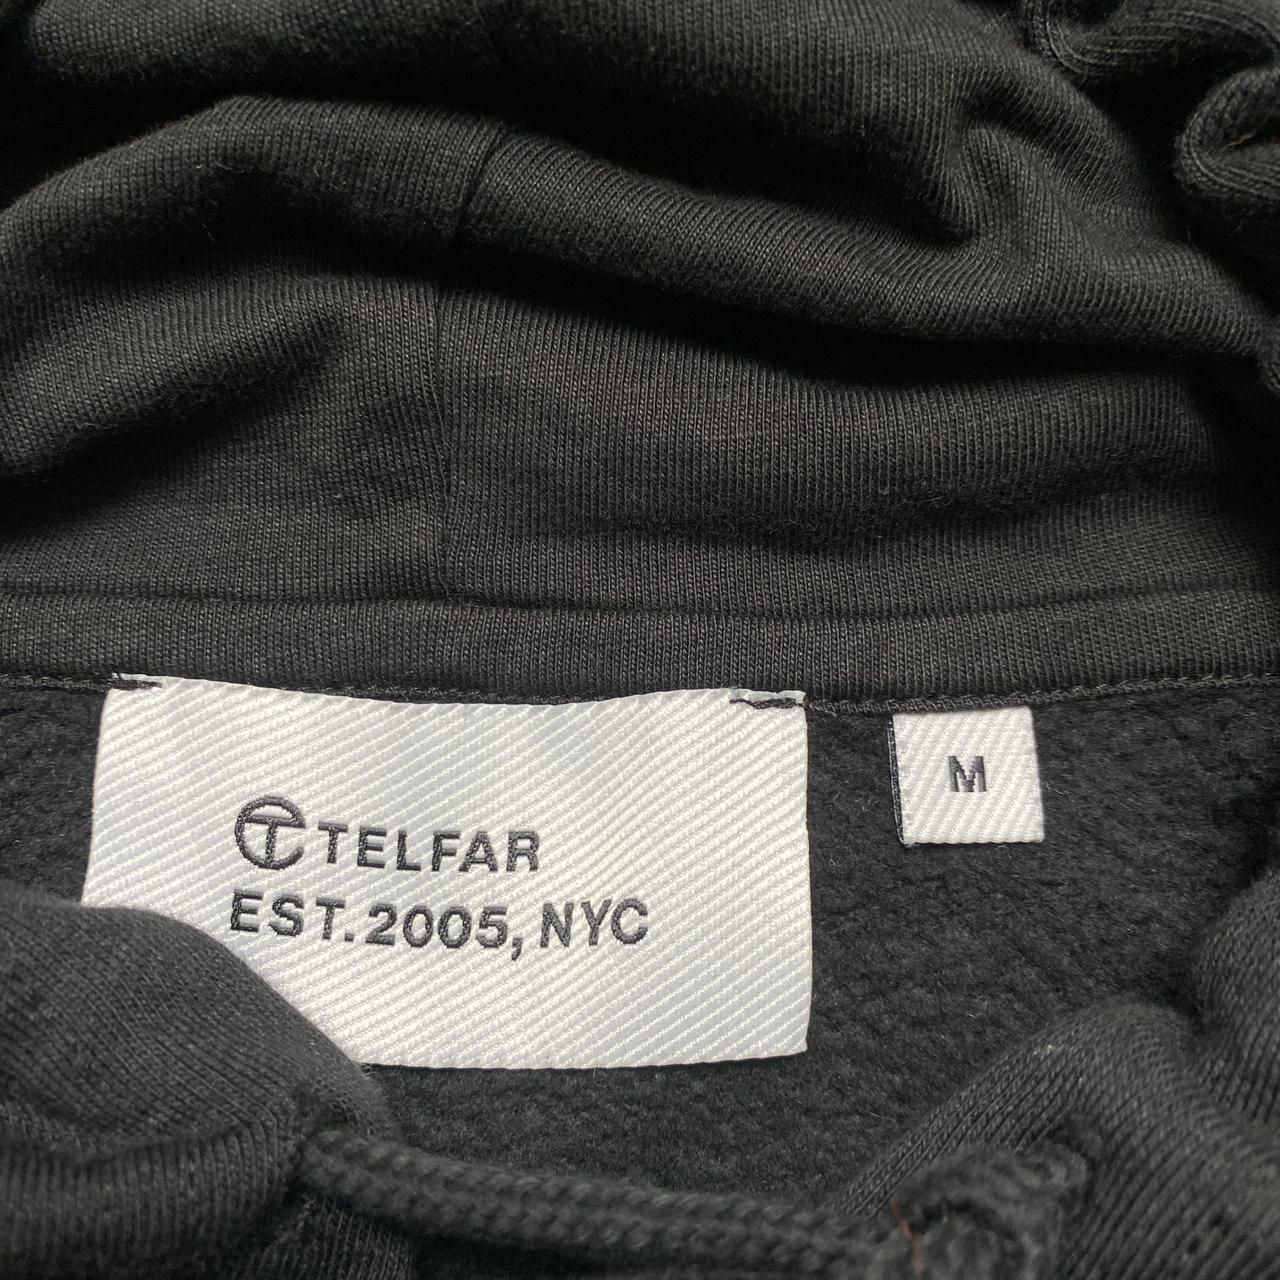 TELFAR
EST. 2005, NYC
M